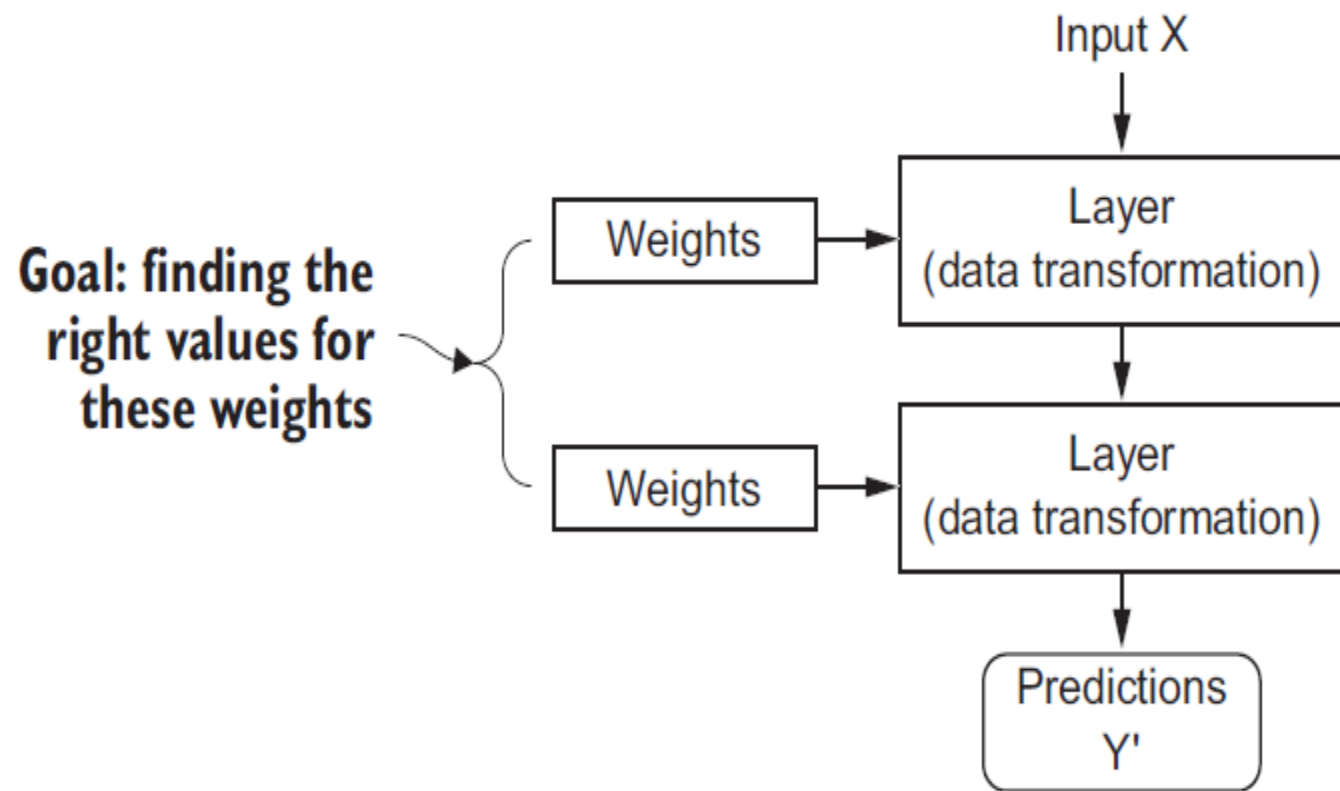 Input X
Layer
(data transformation)
Weights
Goal: finding the
right values for
these weights
Layer
(data transformation)
Weights
Predictions
Y'